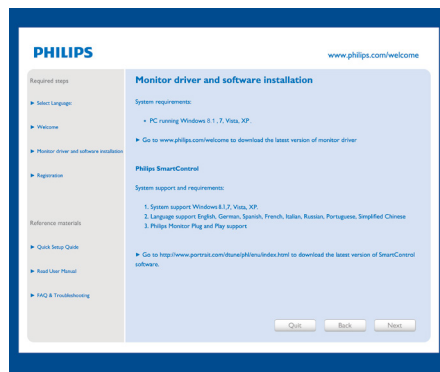 PHILIPS
www.philips.com/welcome
Required steps
Select Language:
Welcome
Monitor driver and software installation
Registration
Reference materials
Quick Setup Quide
Read User Manual
FAQ & Troubleshooting
Monitor driver and software installation
System requirements:
PC running Windows 8.1 , 7, Vista, XP.
Go to www.philips.com/welcome to download the latest version of monitor driver
Philips SmartControl
System support and requirements:
1. System support Windows 8.1,7, Vista, XP.
2. Language support English, German, Spanish, French, Italian, Russian, Portuguese, Simplified Chinese
3. Philips Monitor Plug and Play support
Go to http://www.portrait.com/dtune/phl/enu/index.html to download the latest version of SmartControl
software.
Quit Back Next